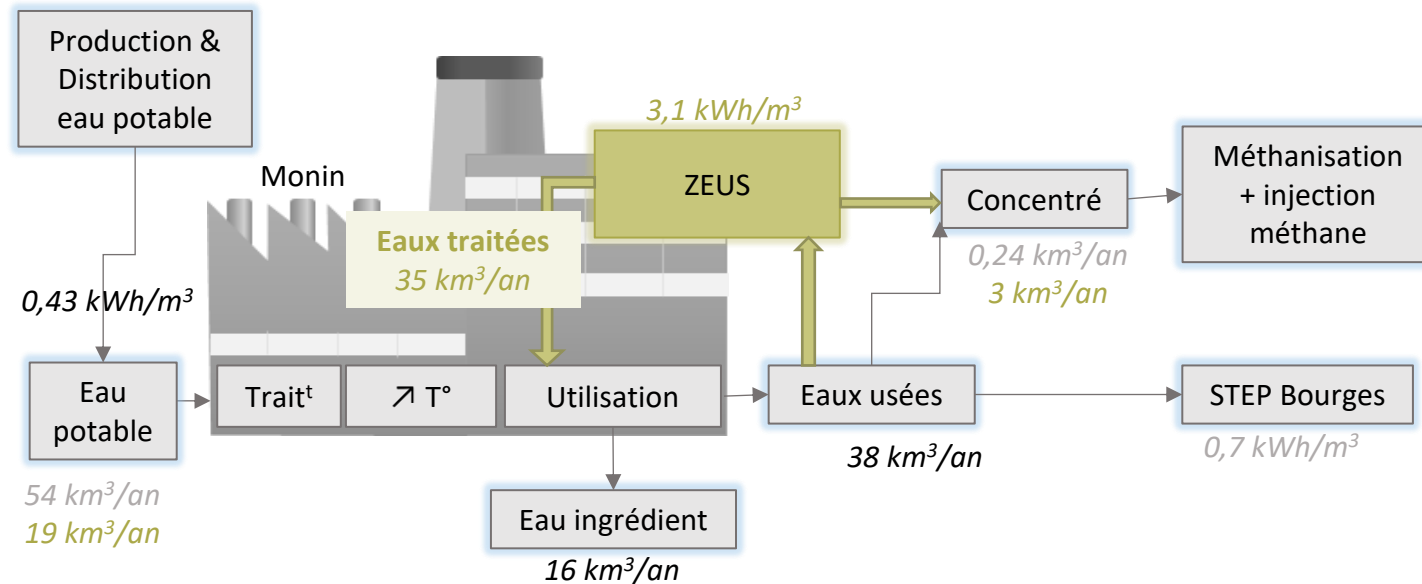 Production &
Distribution
eau potable
3,1 kWh/m³
ZEUS
Méthanisation
+ injection
méthane
Monin
Concentré
Eaux traitées
35 km³/an
0,24 km³/an
3 km³/an
0,43 kWh/m³
Eau
potable
Traitᵗ
↗ T°
Utilisation
Eaux usées
STEP Bourges
38 km³/an
0,7 kWh/m³
54 km³/an
19 km³/an
Eau ingrédient
16 km³/an